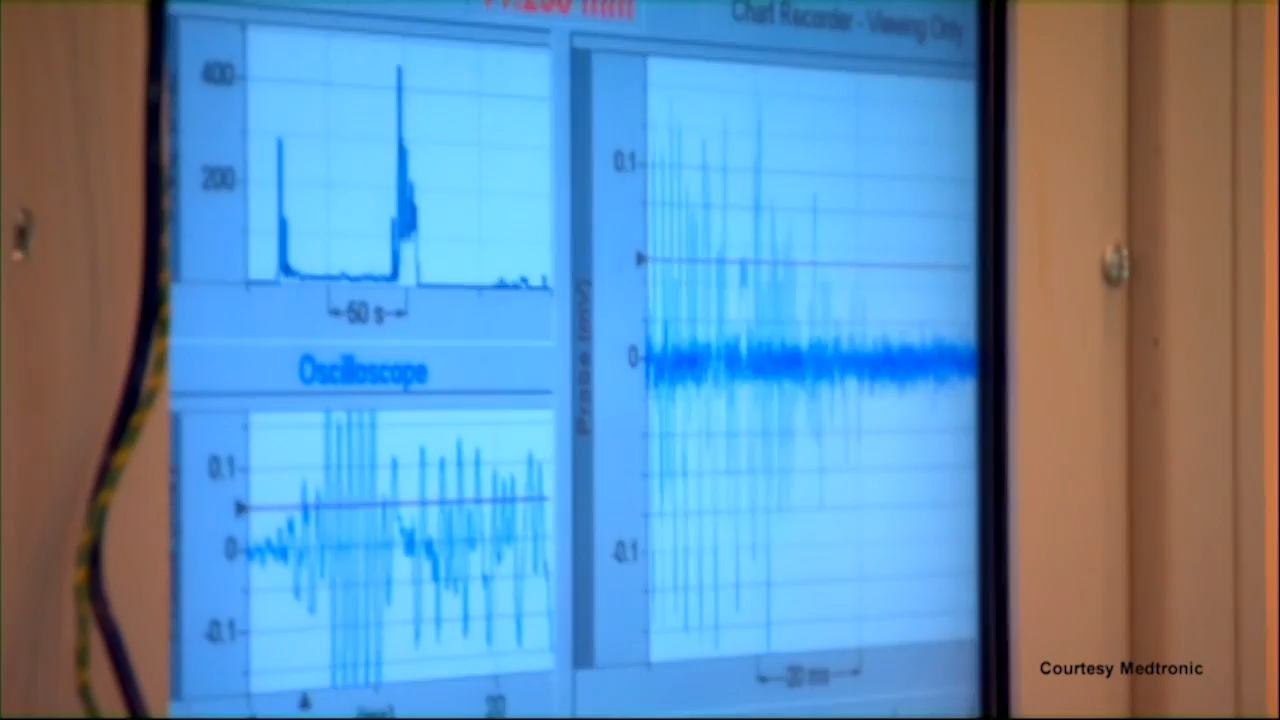 Chart Recorder - Viewing Only
400
200
50 s
Oscilloscope
0.1
0
-0.1
20
Probe (mV)
0.1
0
-0.1
20 ms
Courtesy Medtronic